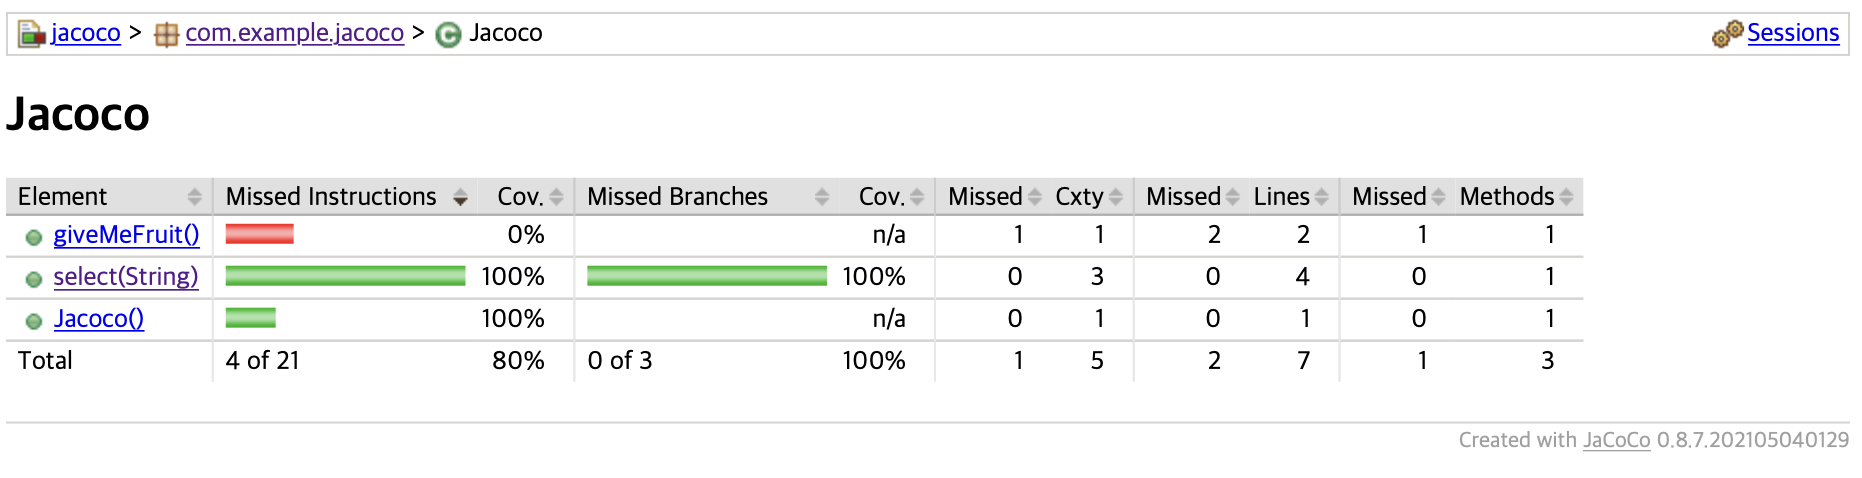 jacoco > com.example.jacoco > C Jacoco Sessions
Jacoco
Element Missed Instructions Cov. Missed Branches Cov. Missed Cxty Missed Lines Missed Methods
giveMeFruit() 0% n/a 1 1 2 2 1 1
select(String) 100% 100% 0 3 0 4 0 1
Jacoco() 100% n/a 0 1 0 1 0 1
Total 4 of 21 80% 0 of 3 100% 1 5 2 7 1 3
Created with JaCoCo 0.8.7.202105040129